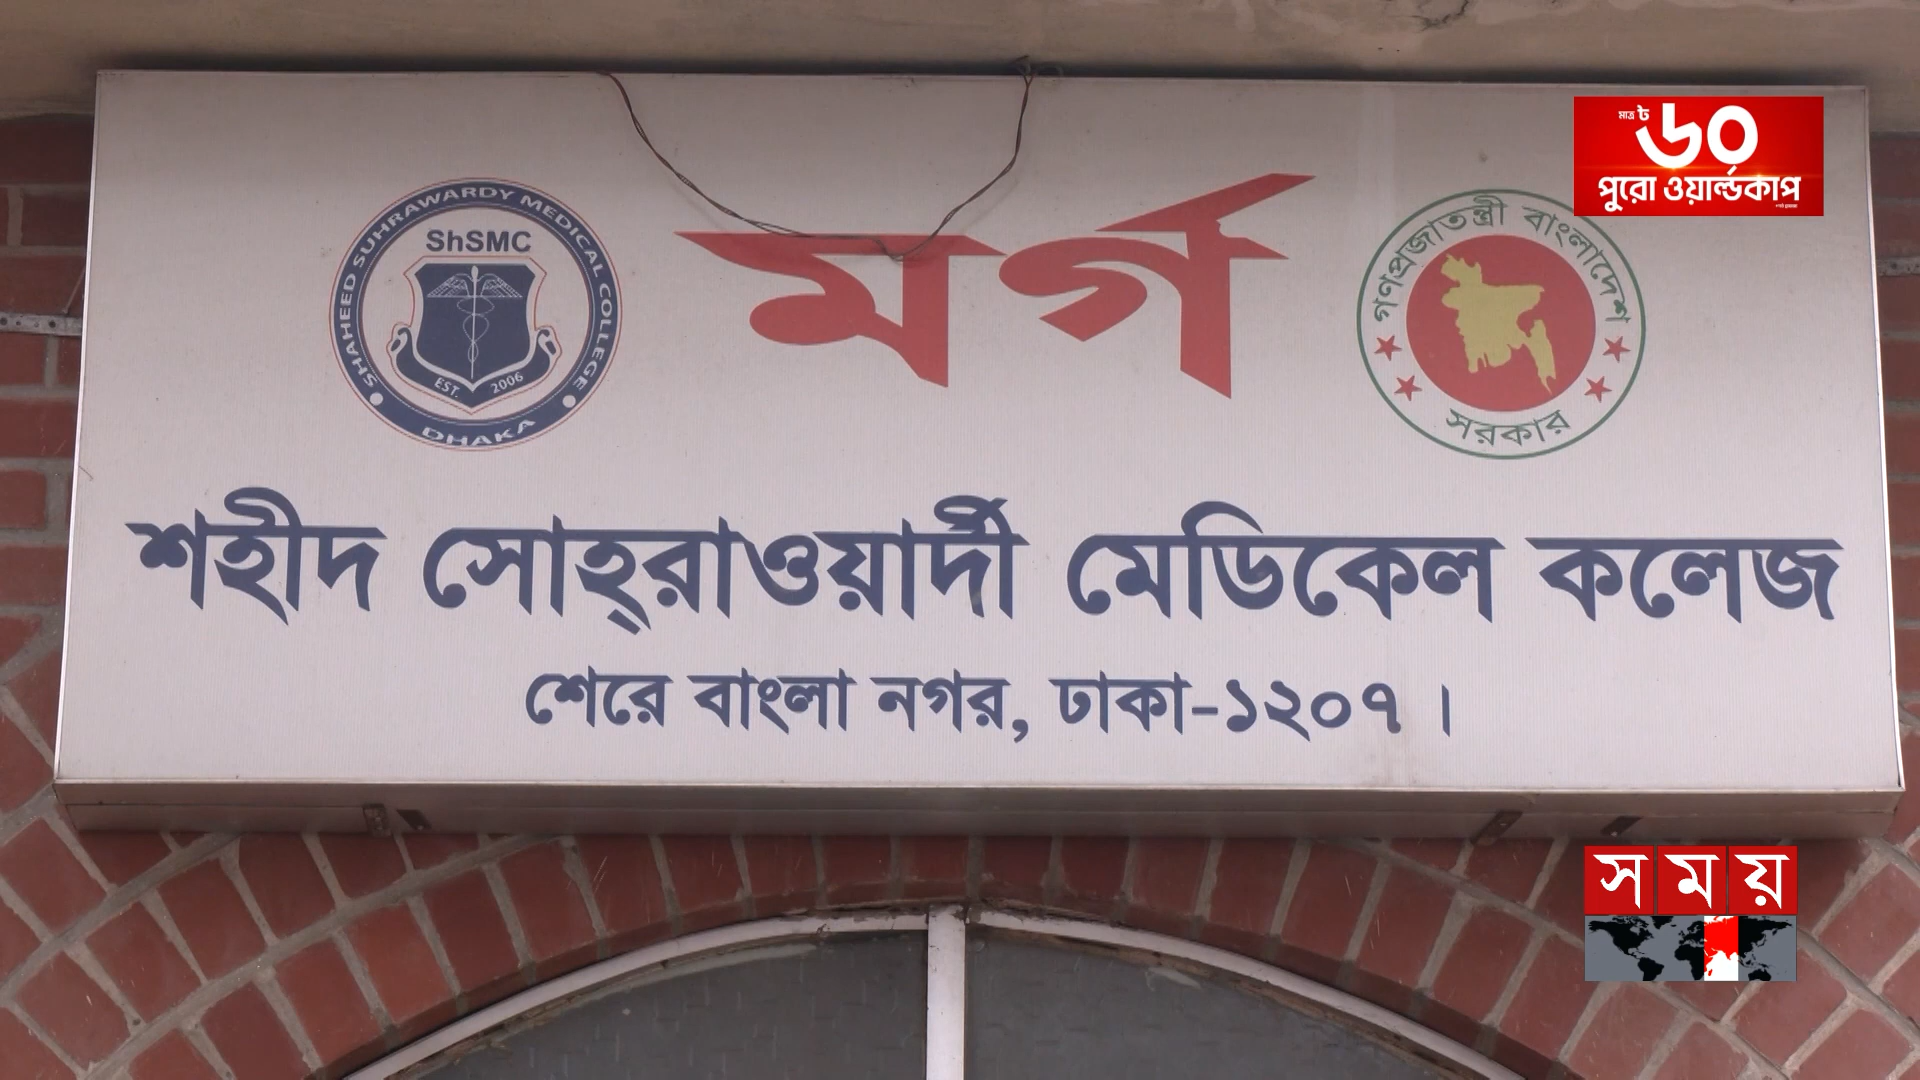 মাত্র ৳ ৬০
পুরো ওয়ার্ল্ডকাপ
SHAHEED SUHRAWARDY MEDICAL COLLEGE
ShSMC
EST. 2006
DHAKA
মর্গ
গণপ্রজাতন্ত্রী বাংলাদেশ
সরকার
শহীদ সোহ্‌রাওয়ার্দী মেডিকেল কলেজ
শেরে বাংলা নগর, ঢাকা-১২০৭ ।
সময়